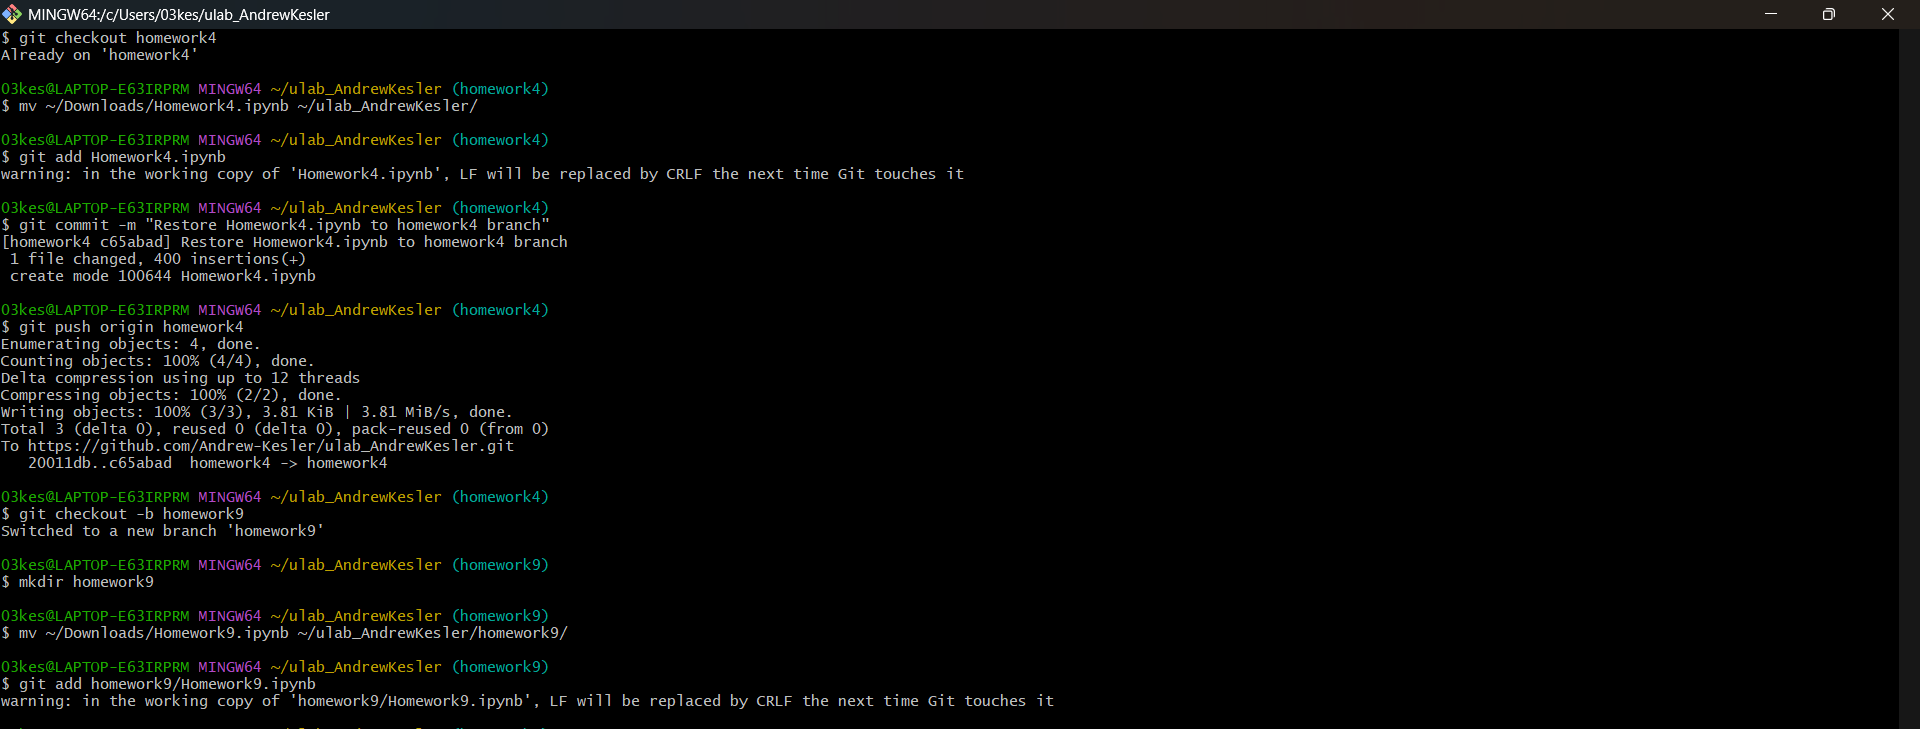 MINGW64:/c/Users/03kes/ulab_AndrewKesler
$ git checkout homework4
Already on 'homework4'
03kes@LAPTOP-E63IRPRM MINGW64 ~/ulab_AndrewKesler (homework4)
$ mv ~/Downloads/Homework4.ipynb ~/ulab_AndrewKesler/
03kes@LAPTOP-E63IRPRM MINGW64 ~/ulab_AndrewKesler (homework4)
$ git add Homework4.ipynb
warning: in the working copy of 'Homework4.ipynb', LF will be replaced by CRLF the next time Git touches it
03kes@LAPTOP-E63IRPRM MINGW64 ~/ulab_AndrewKesler (homework4)
$ git commit -m "Restore Homework4.ipynb to homework4 branch"
[homework4 c65abad] Restore Homework4.ipynb to homework4 branch
1 file changed, 400 insertions(+)
create mode 100644 Homework4.ipynb
03kes@LAPTOP-E63IRPRM MINGW64 ~/ulab_AndrewKesler (homework4)
$ git push origin homework4
Enumerating objects: 4, done.
Counting objects: 100% (4/4), done.
Delta compression using up to 12 threads
Compressing objects: 100% (2/2), done.
Writing objects: 100% (3/3), 3.81 KiB | 3.81 MiB/s, done.
Total 3 (delta 0), reused 0 (delta 0), pack-reused 0 (from 0)
To https://github.com/Andrew-Kesler/ulab_AndrewKesler.git
20011db..c65abad  homework4 -> homework4
03kes@LAPTOP-E63IRPRM MINGW64 ~/ulab_AndrewKesler (homework4)
$ git checkout -b homework9
Switched to a new branch 'homework9'
03kes@LAPTOP-E63IRPRM MINGW64 ~/ulab_AndrewKesler (homework9)
$ mkdir homework9
03kes@LAPTOP-E63IRPRM MINGW64 ~/ulab_AndrewKesler (homework9)
$ mv ~/Downloads/Homework9.ipynb ~/ulab_AndrewKesler/homework9/
03kes@LAPTOP-E63IRPRM MINGW64 ~/ulab_AndrewKesler (homework9)
$ git add homework9/Homework9.ipynb
warning: in the working copy of 'homework9/Homework9.ipynb', LF will be replaced by CRLF the next time Git touches it